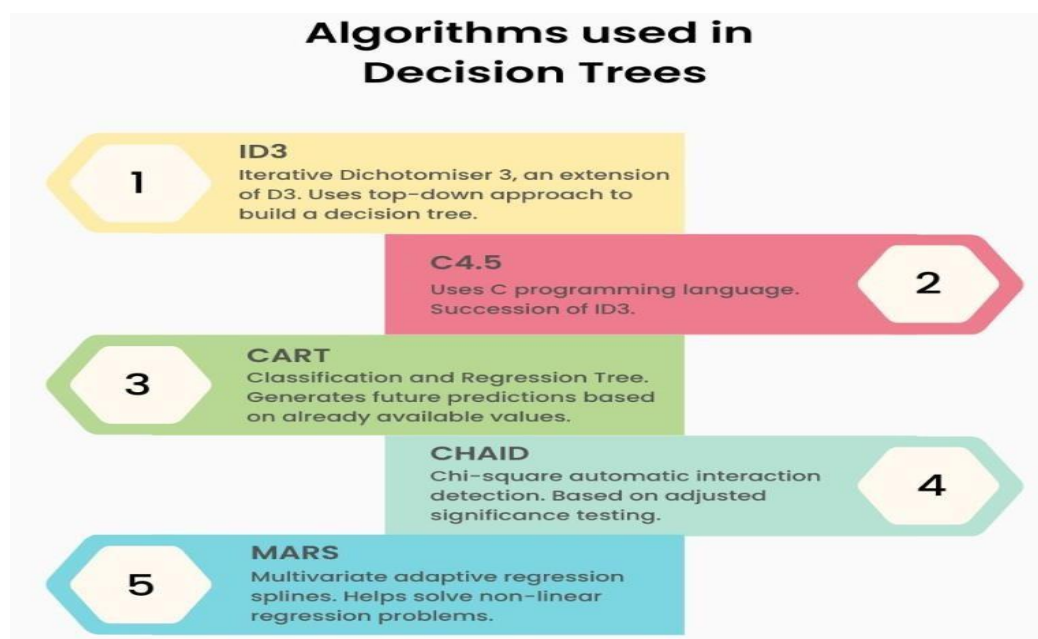 Algorithms used in
Decision Trees
1
ID3
Iterative Dichotomiser 3, an extension
of D3. Uses top-down approach to
build a decision tree.
C4.5
Uses C programming language.
Succession of ID3.
2
3
CART
Classification and Regression Tree.
Generates future predictions based
on already available values.
CHAID
Chi-square automatic interaction
detection. Based on adjusted
significance testing.
4
5
MARS
Multivariate adaptive regression
splines. Helps solve non-linear
regression problems.